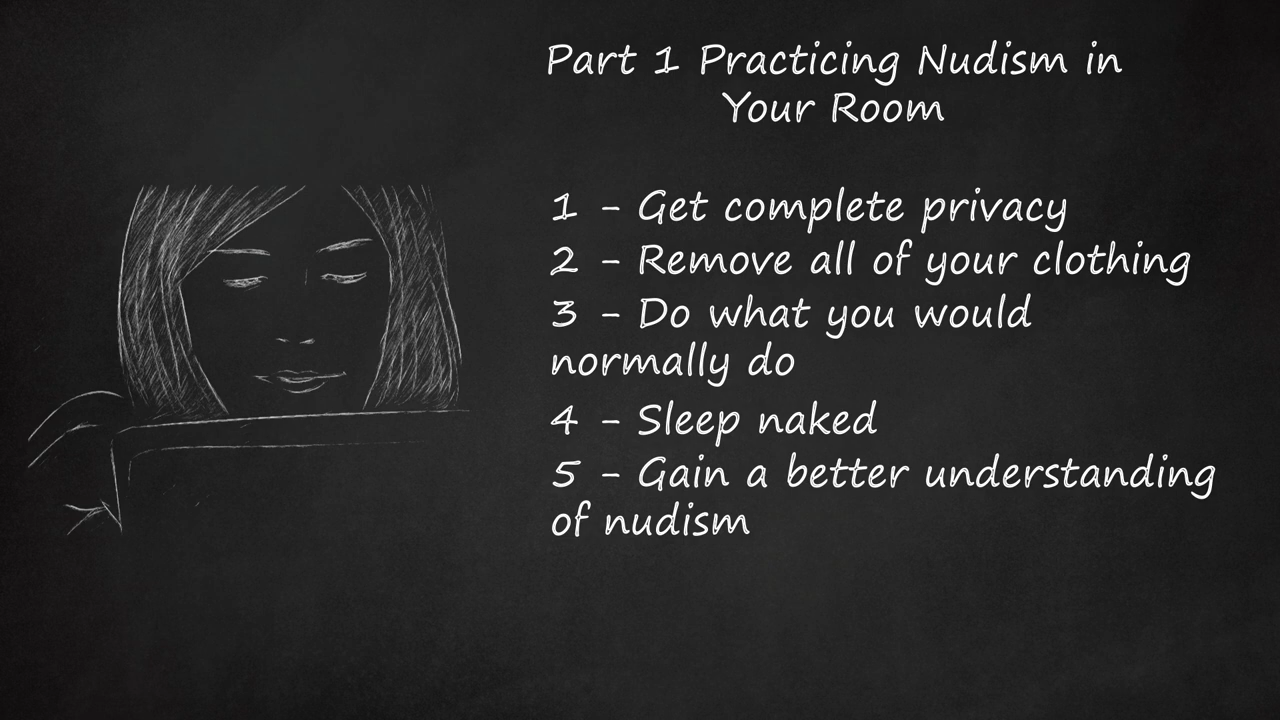 Part 1 Practicing Nudism in
Your Room
1 - Get complete privacy
2 - Remove all of your clothing
3 - Do what you would
normally do
4 - Sleep naked
5 - Gain a better understanding
of nudism